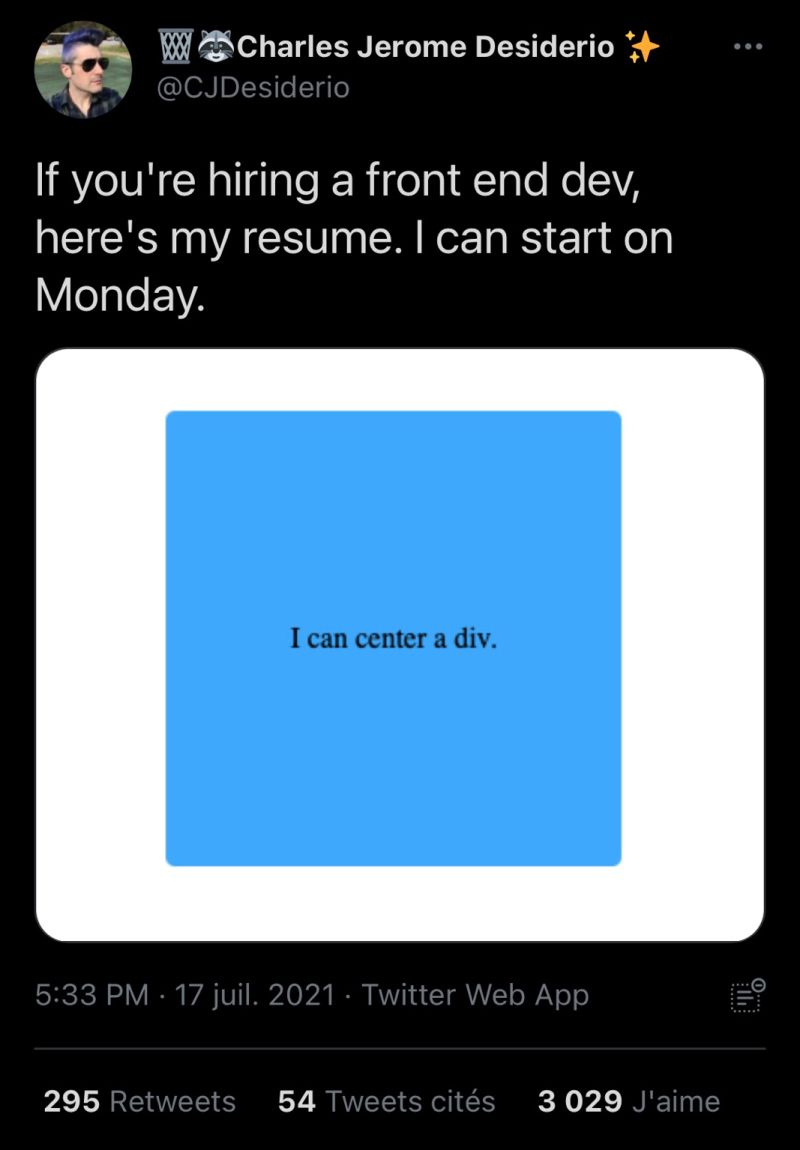 🗑️🦝Charles Jerome Desiderio ✨
@CJDesiderio
If you're hiring a front end dev,
here's my resume. I can start on
Monday.
I can center a div.
5:33 PM · 17 juil. 2021 · Twitter Web App
295 Retweets 54 Tweets cités 3 029 J'aime